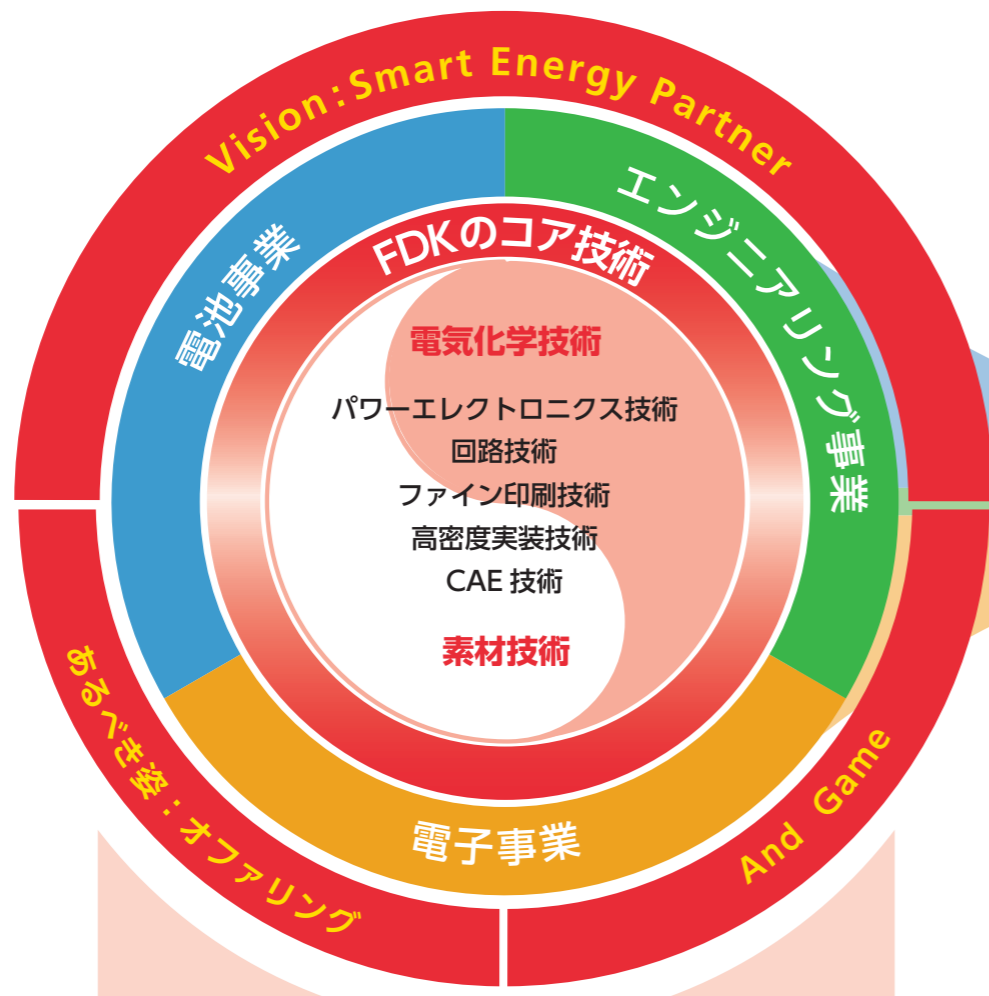 Vision:Smart Energy Partner
電池事業
エンジニアリング事業
FDKのコア技術
電気化学技術
パワーエレクトロニクス技術
回路技術
ファイン印刷技術
高密度実装技術
CAE 技術
素材技術
電子事業
あるべき姿：オファリング
And Game